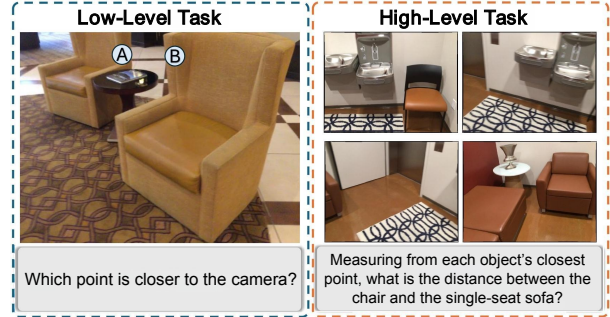 Low-Level Task
A
B
Which point is closer to the camera?
High-Level Task
Measuring from each object's closest
point, what is the distance between the
chair and the single-seat sofa?